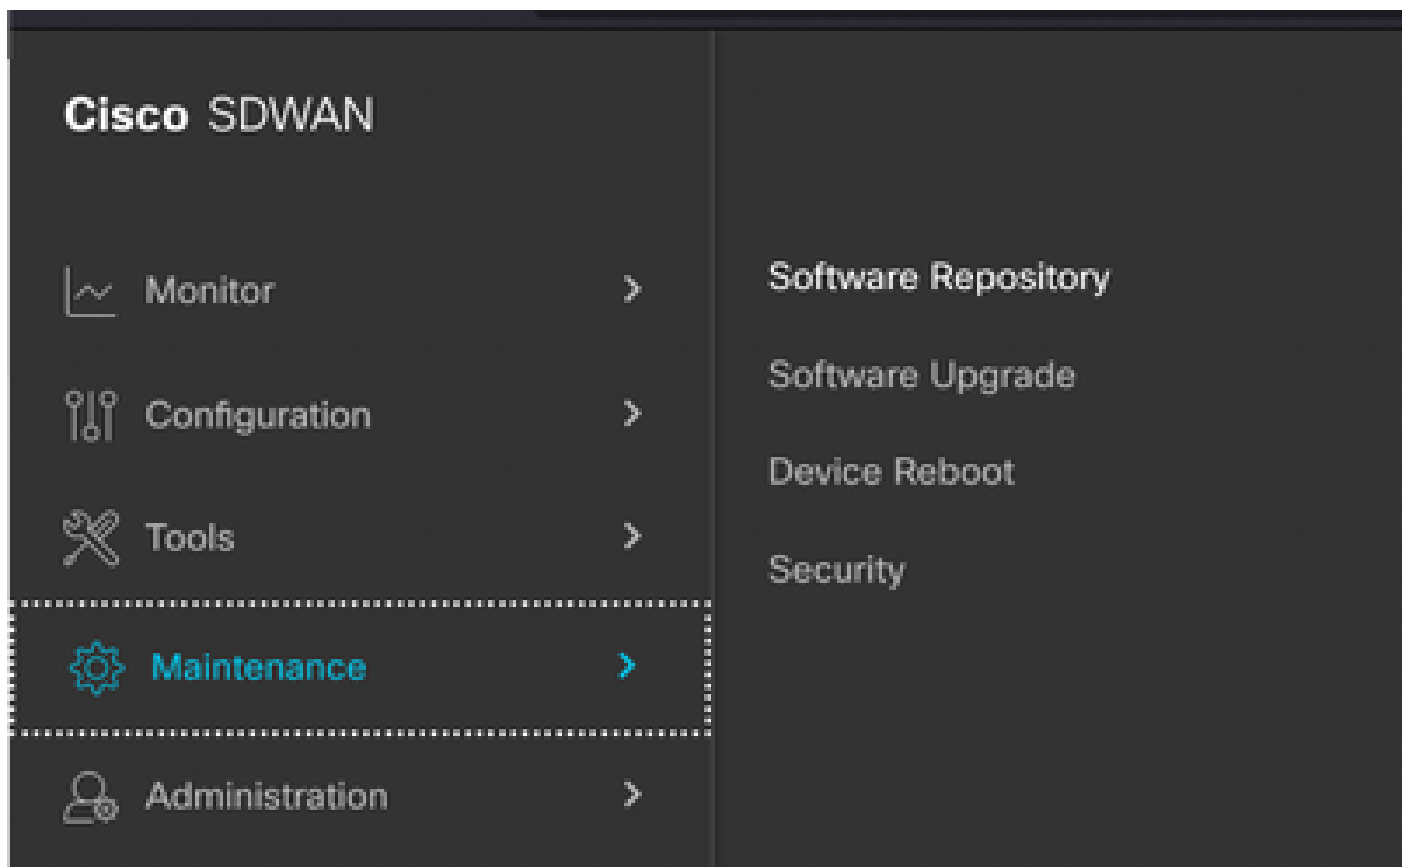 Cisco SDWAN
Monitor
Configuration
Tools
Maintenance
Administration
Software Repository
Software Upgrade
Device Reboot
Security